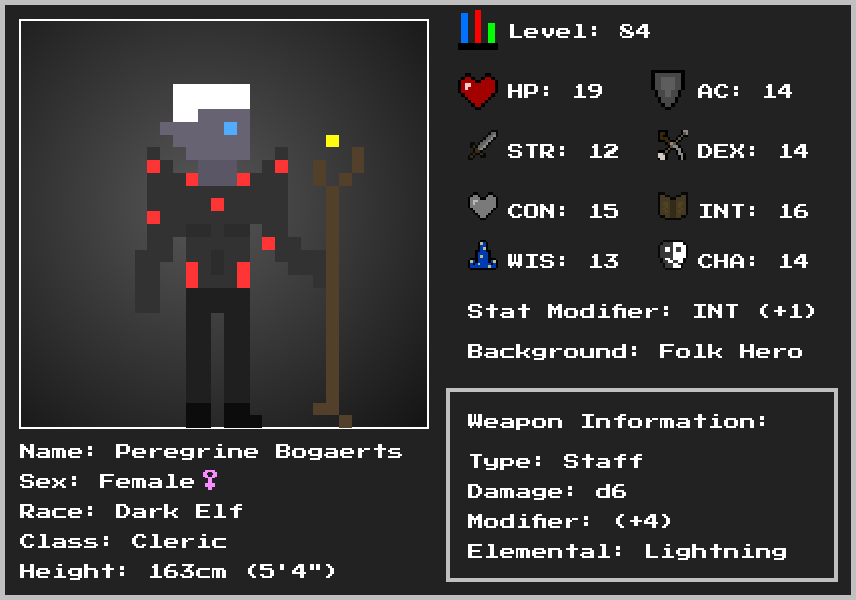 Level: 84
HP: 19 AC: 14
STR: 12 DEX: 14
CON: 15 INT: 16
WIS: 13 CHA: 14
Stat Modifier: INT (+1)
Background: Folk Hero
Weapon Information:
Type: Staff
Damage: d6
Modifier: (+4)
Elemental: Lightning
Name: Peregrine Bogaerts
Sex: Female♀
Race: Dark Elf
Class: Cleric
Height: 163cm (5'4")